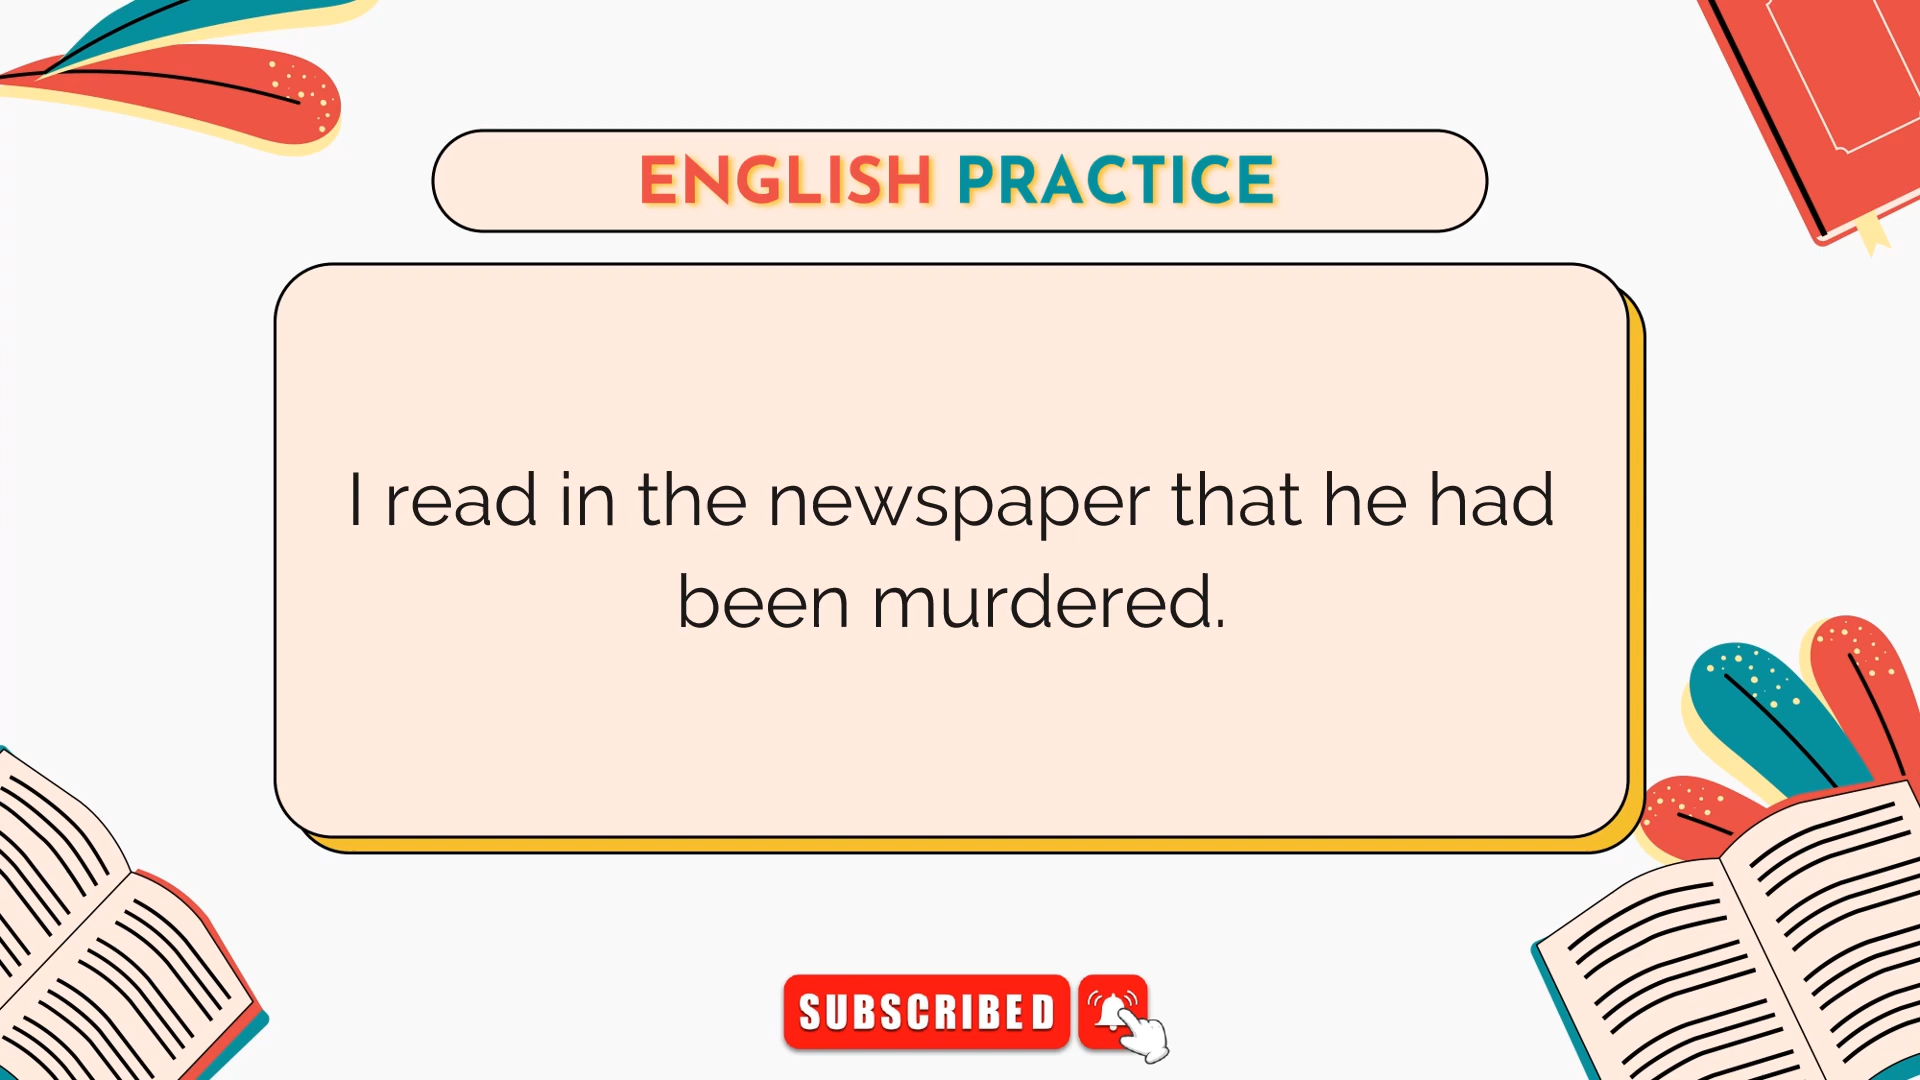 ENGLISH PRACTICE
I read in the newspaper that he had
been murdered.
SUBSCRIBED